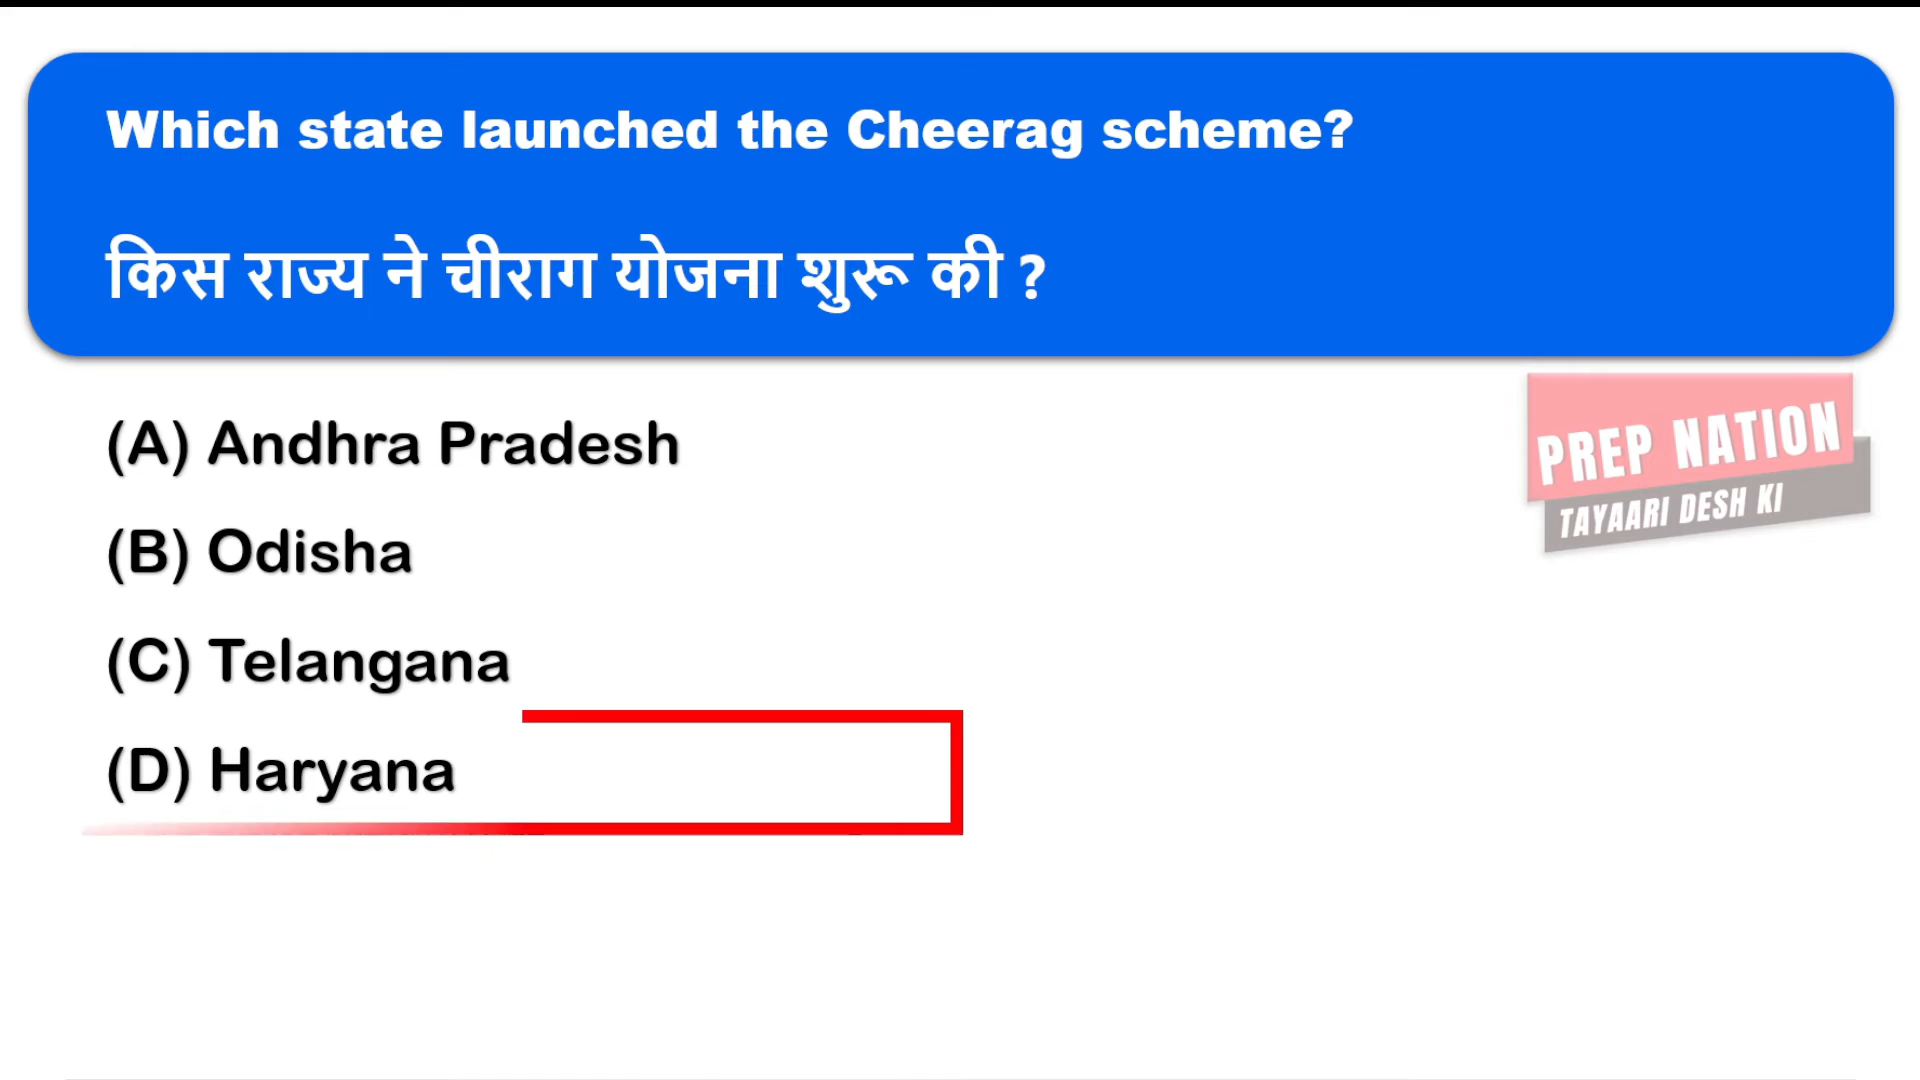 Which state launched the Cheerag scheme?
किस राज्य ने चीराग योजना शुरू की ?
(A) Andhra Pradesh
(B) Odisha
(C) Telangana
(D) Haryana
PREP NATION
TAYAARI DESH KI